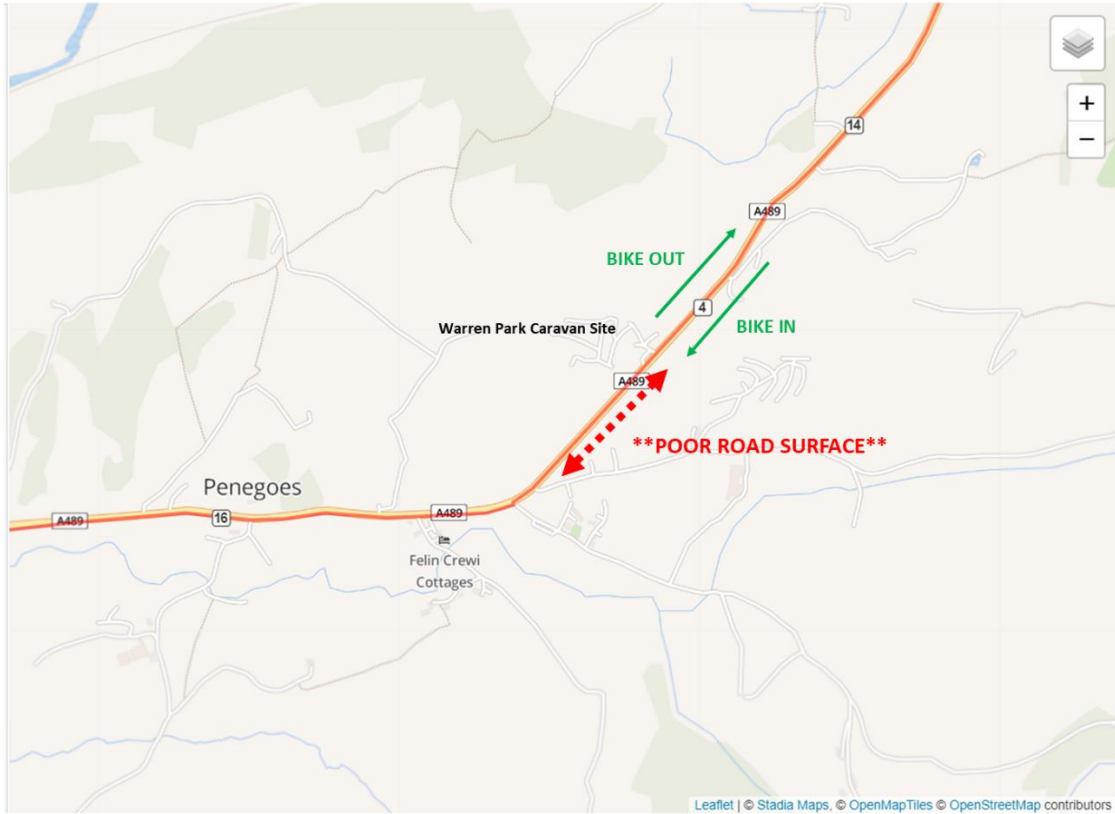 +
−
14
A489
BIKE OUT
4
BIKE IN
Warren Park Caravan Site
A489
**POOR ROAD SURFACE**
Penegoes
A489
16
A489
Felin Crewi
Cottages
Leaflet | © Stadia Maps, © OpenMapTiles © OpenStreetMap contributors